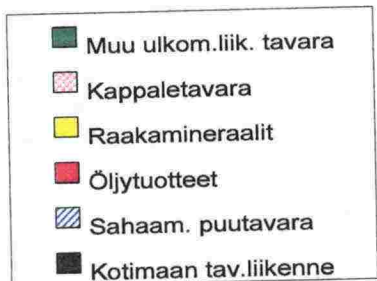 Muu ulkom.liik. tavara
Kappaletavara
Raakamineraalit
Öljytuotteet
Sahaam. puutavara
Kotimaan tav.liikenne